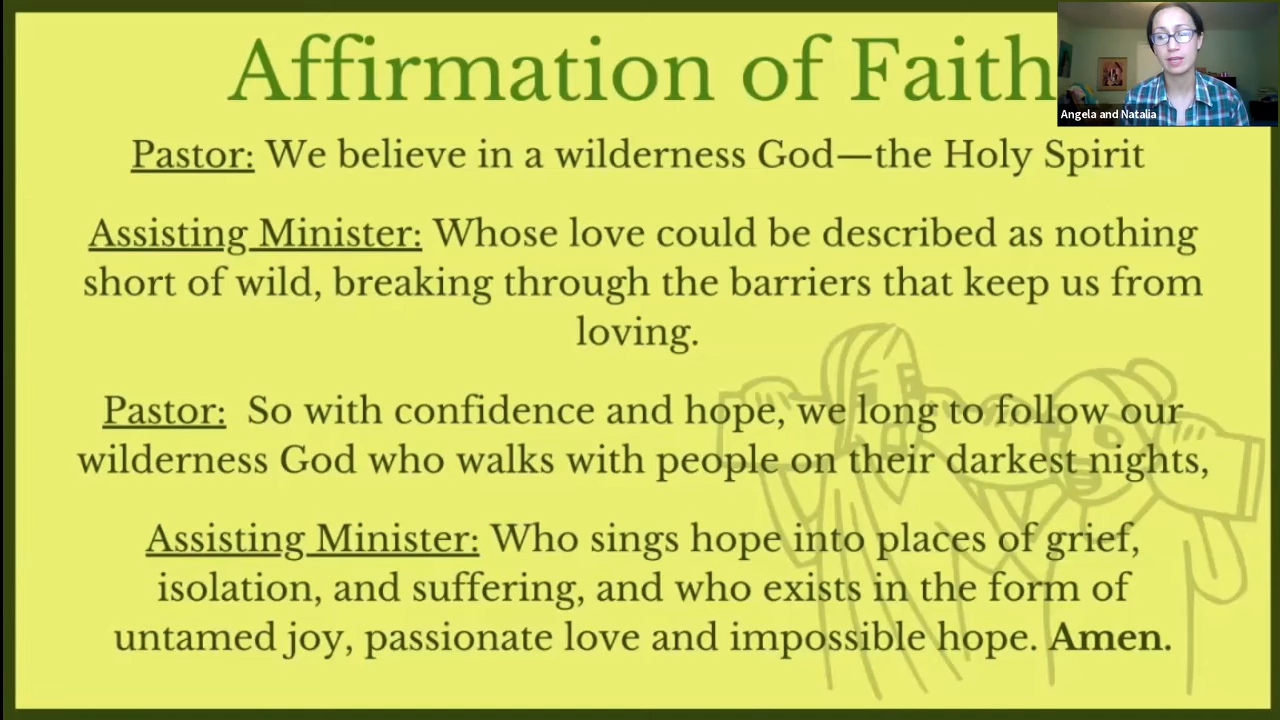 Affirmation of Faith
Angela and Natalia
Pastor: We believe in a wilderness God—the Holy Spirit
Assisting Minister: Whose love could be described as nothing
short of wild, breaking through the barriers that keep us from
loving.
Pastor: So with confidence and hope, we long to follow our
wilderness God who walks with people on their darkest nights,
Assisting Minister: Who sings hope into places of grief,
isolation, and suffering, and who exists in the form of
untamed joy, passionate love and impossible hope. Amen.